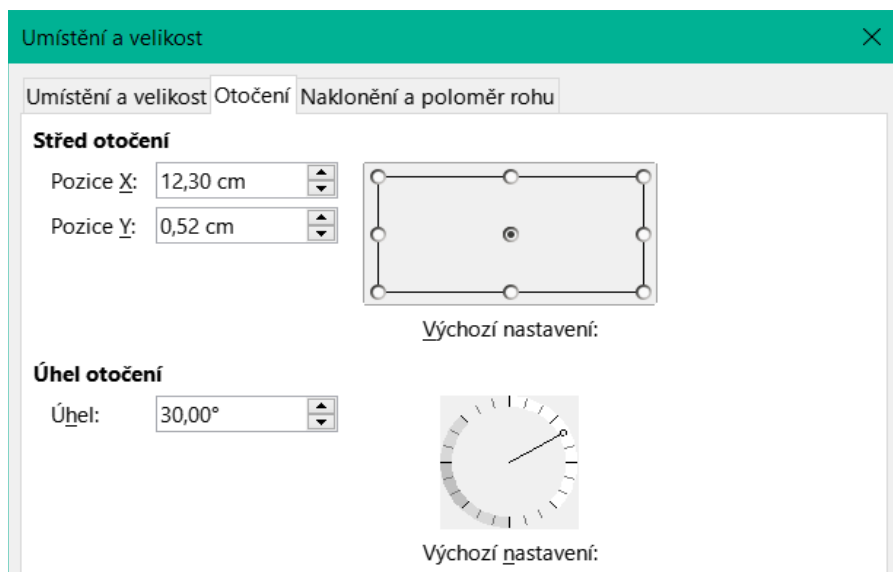 Umístění a velikost
Umístění a velikost Otočení Naklonění a poloměr rohu
Střed otočení
Pozice X: 12,30 cm
Pozice Y: 0,52 cm
Výchozí nastavení:
Úhel otočení
Úhel: 30,00°
Výchozí nastavení: